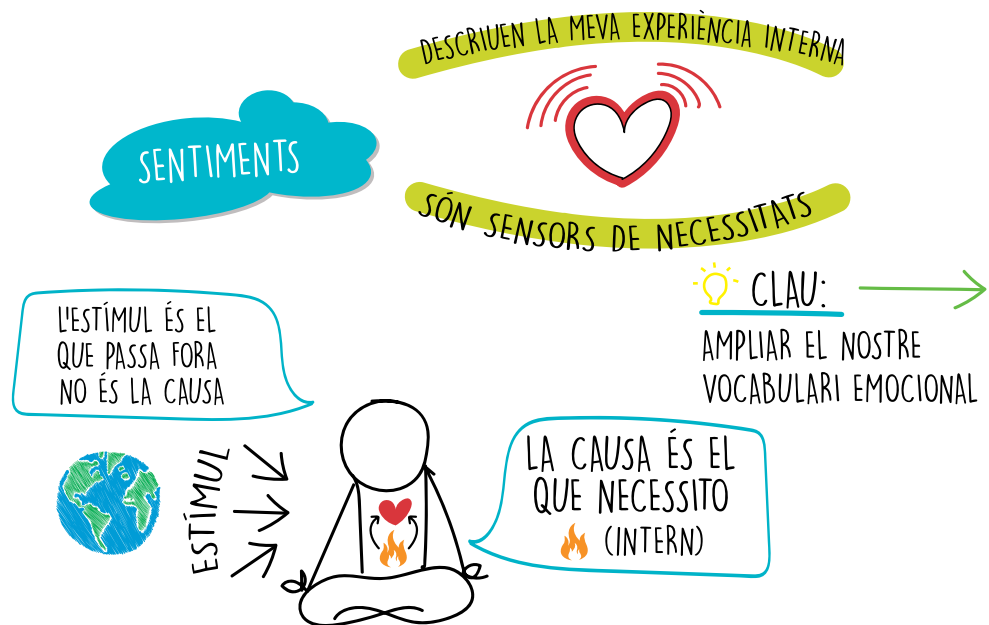 DESCRIUEN LA MEVA EXPERIÈNCIA INTERNA
SENTIMENTS
SÓN SENSORS DE NECESSITATS
CLAU:
AMPLIAR EL NOSTRE
VOCABULARI EMOCIONAL
L'ESTÍMUL ÉS EL
QUE PASSA FORA
NO ÉS LA CAUSA
ESTÍMUL
LA CAUSA ÉS EL
QUE NECESSITO
(INTERN)